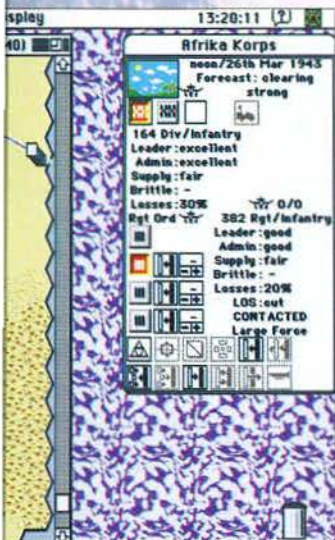 splay 13:28:11
40)
Afrika Korps
noon/26th Mar 1943
Forecast: clearing
strong
164 Div/Infantry
Leader:excellent
Admin:excellent
Supply:fair
Brittle: -
Losses:30% 0/0
Rgt Ord 382 Rgt/Infantry
Leader:good
Admin:good
Supply:fair
Brittle: -
Losses:20%
LOS:out
CONTACTED
Large Force